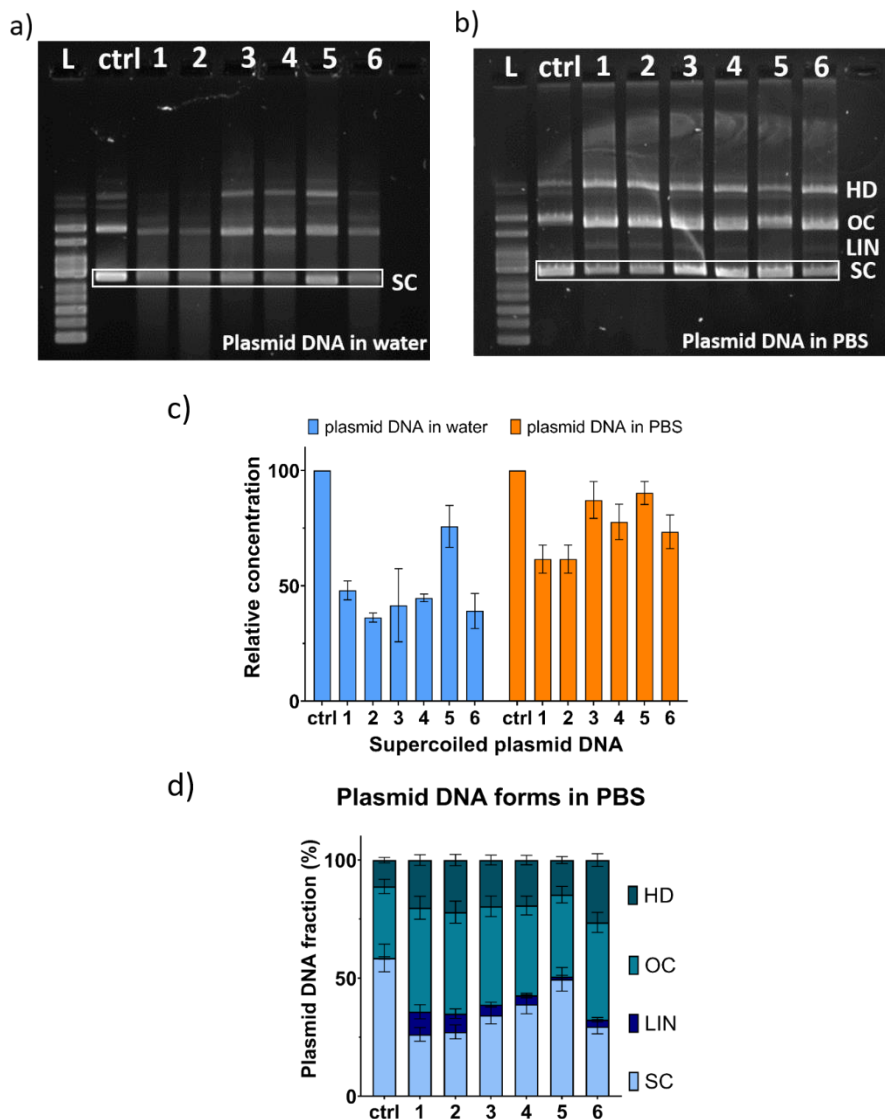 a)
L ctrl 1 2 3 4 5 6
SC
Plasmid DNA in water
b)
L ctrl 1 2 3 4 5 6
HD
OC
LIN
SC
Plasmid DNA in PBS
c)
plasmid DNA in water plasmid DNA in PBS
Relative concentration
100
50
0
ctrl 1 2 3 4 5 6 ctrl 1 2 3 4 5 6
Supercoiled plasmid DNA
d)
Plasmid DNA forms in PBS
Plasmid DNA fraction (%)
100
50
0
ctrl 1 2 3 4 5 6
HD
OC
LIN
SC